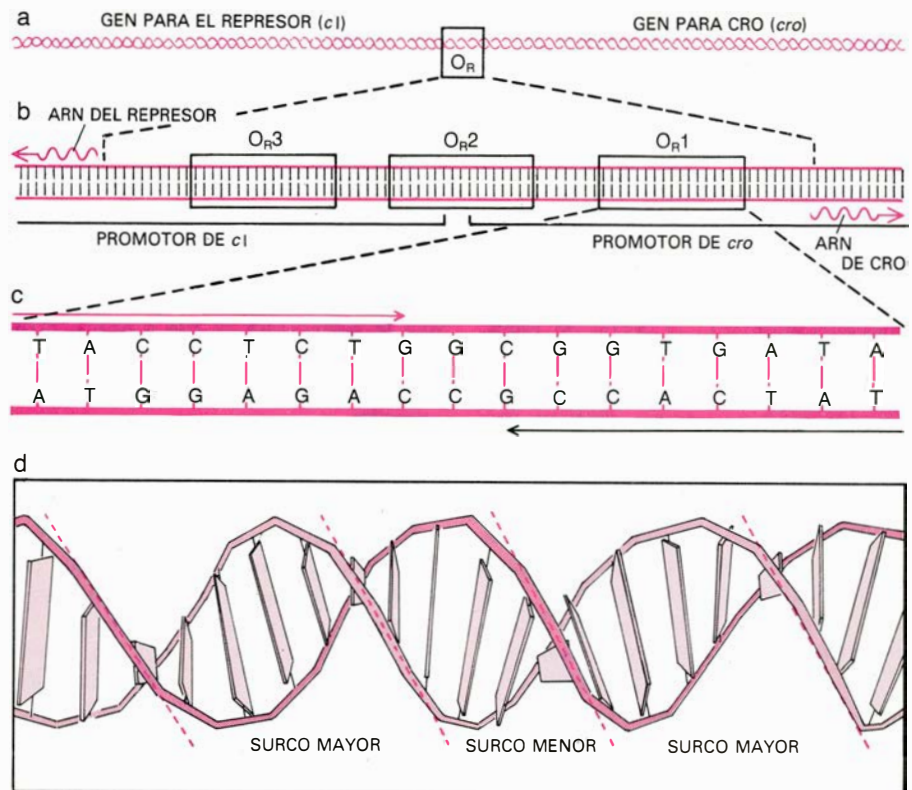 a
GEN PARA EL REPRESOR (cI)
GEN PARA CRO (cro)
OR
b
ARN DEL REPRESOR
OR3
OR2
OR1
PROMOTOR DE cI
PROMOTOR DE cro
ARN
DE CRO
c
T A C C T C T G G C G G T G A T A
A T G G A G A C C G C C A C T A T
d
SURCO MAYOR
SURCO MENOR
SURCO MAYOR